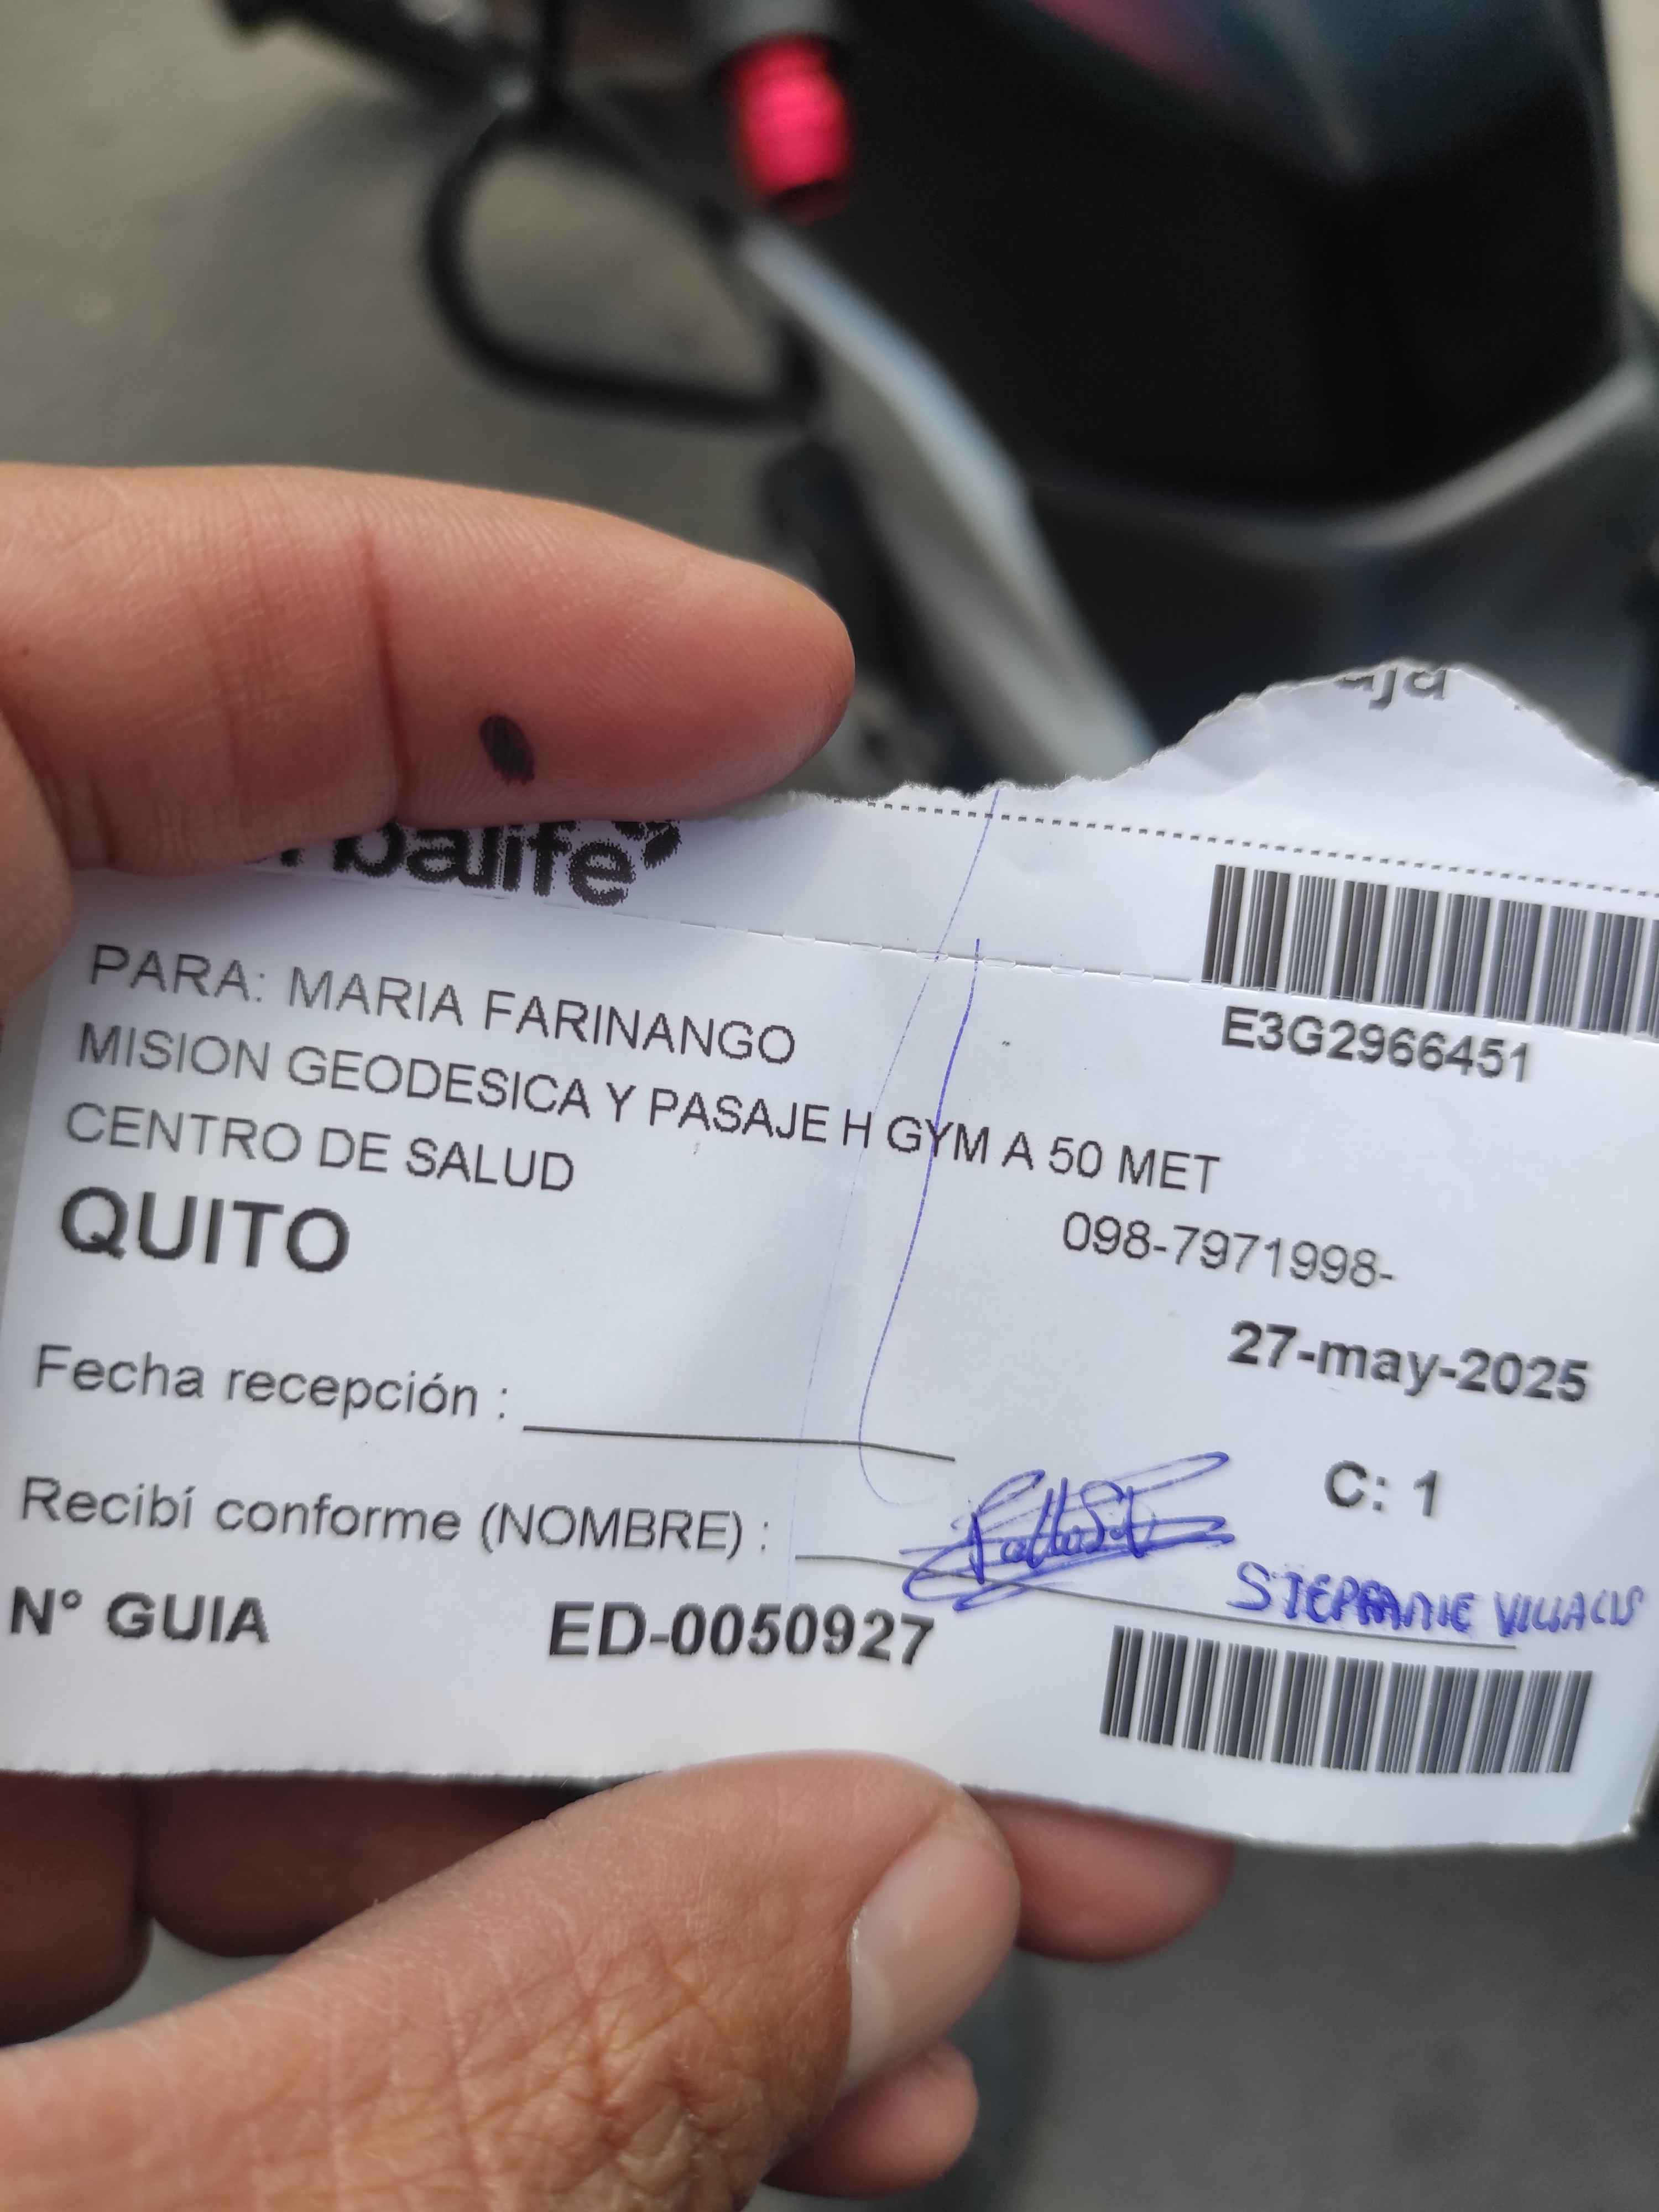 balife
PARA: MARIA FARINANGO
E3G2966451
MISION GEODESICA Y PASAJE H GYM A 50 MET
CENTRO DE SALUD
098-7971998-
QUITO
27-may-2025
Fecha recepción :
C: 1
Recibí conforme (NOMBRE) :
STEPHANIE VILLACIS
N° GUIA ED-0050927